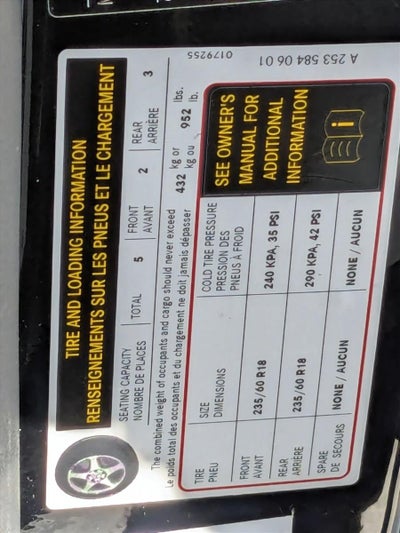 TIRE AND LOADING INFORMATION
RENSEIGNEMENTS SUR LES PNEUS ET LE CHARGEMENT
SEATING CAPACITY
NOMBRE DE PLACES
TOTAL 5
FRONT
AVANT
2
REAR
ARRIÈRE
3
The combined weight of occupants and cargo should never exceed
Le poids total des occupants et du chargement ne doit jamais dépasser
432 kg or
kg ou
952 lbs.
lb.
TIRE
PNEU
SIZE
DIMENSIONS
COLD TIRE PRESSURE
PRESSION DES
PNEUS À FROID
FRONT
AVANT
235/60 R18
240 KPA, 35 PSI
REAR
ARRIÈRE
235/60 R18
290 KPA, 42 PSI
SPARE
DE SECOURS
NONE / AUCUN
NONE / AUCUN
SEE OWNER'S
MANUAL FOR
ADDITIONAL
INFORMATION
i
0179255
A 253 584 06 01